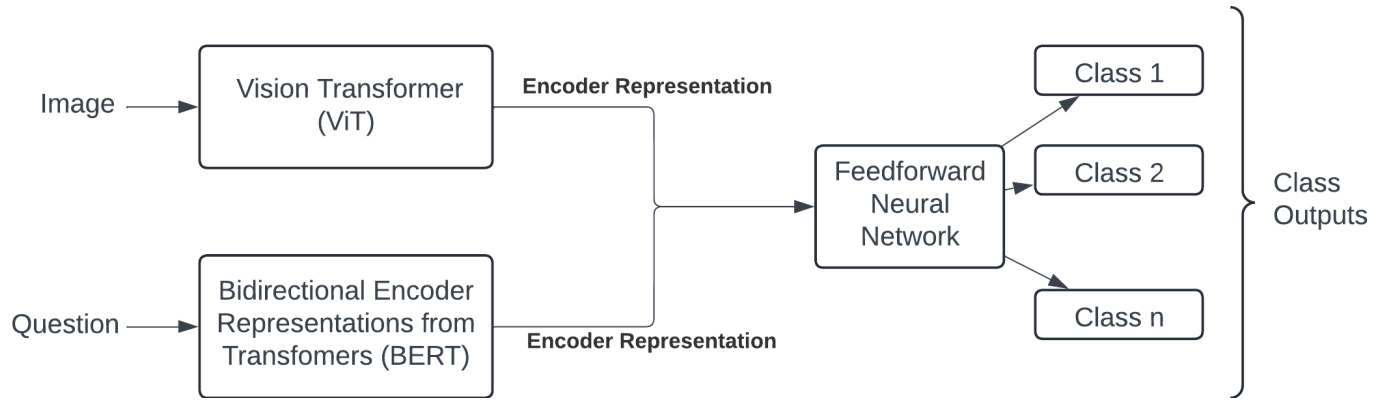 Image
Vision Transformer
(ViT)
Encoder Representation
Question
Bidirectional Encoder
Representations from
Transfomers (BERT)
Encoder Representation
Feedforward
Neural
Network
Class 1
Class 2
Class n
Class
Outputs